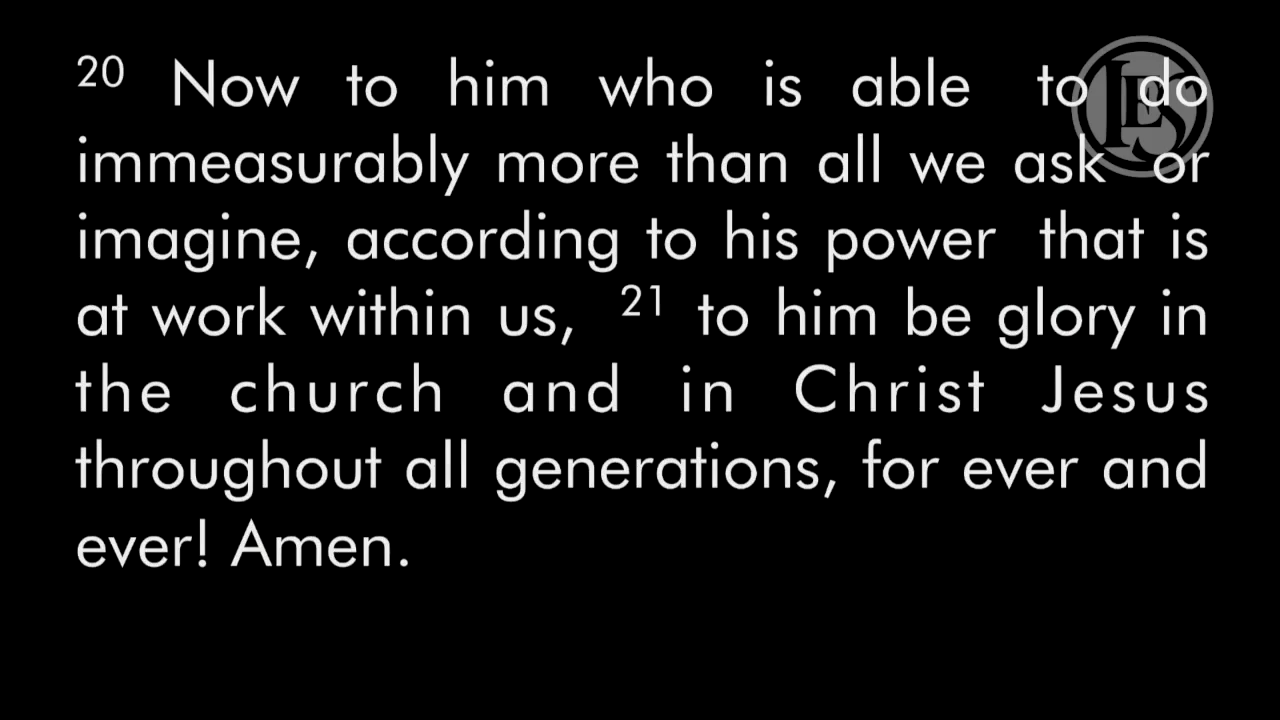 20 Now to him who is able to do
immeasurably more than all we ask or
imagine, according to his power that is
at work within us, 21 to him be glory in
the church and in Christ Jesus
throughout all generations, for ever and
ever! Amen.
LES